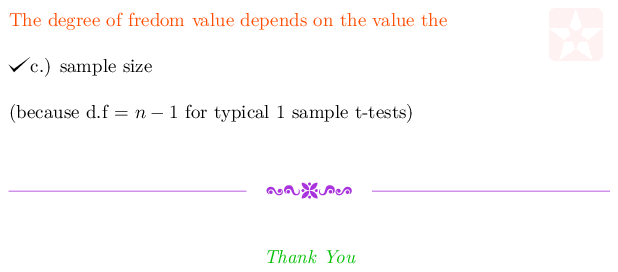 The degree of fredom value depends on the value the
✓c.) sample size
(because d.f = n − 1 for typical 1 sample t-tests)
Thank You